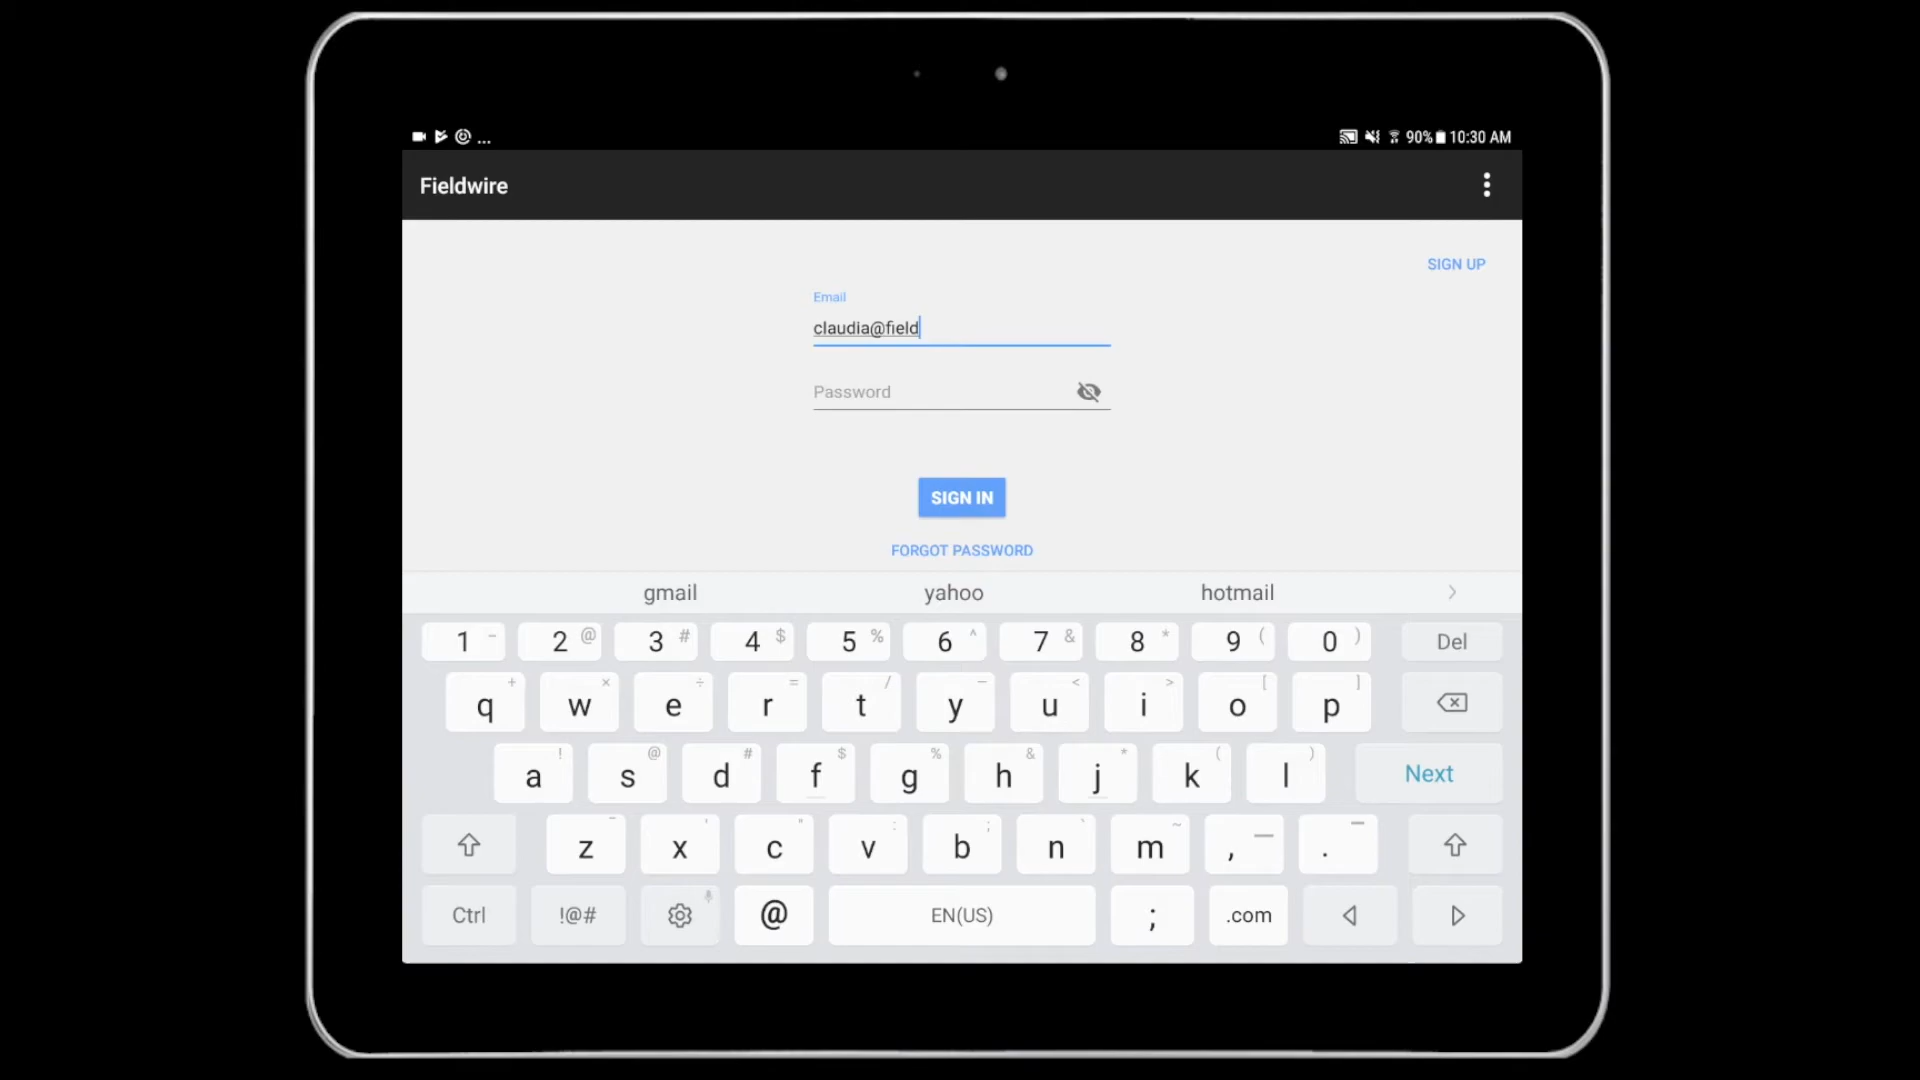 ... 90% 10:30 AM
Fieldwire
SIGN UP
Email
claudia@field
Password
SIGN IN
FORGOT PASSWORD
gmail yahoo hotmail
1 - 2 @ 3 # 4 $ 5 % 6 ^ 7 & 8 * 9 ( 0 ) Del
q + w × e ÷ r = t / y _ u < i > o [ p ]
a ! s @ d # f $ g % h & j * k ( l ) Next
z - x ' c " v : b ; n ` m ~ , .
Ctrl !@# @ EN(US) ; .com